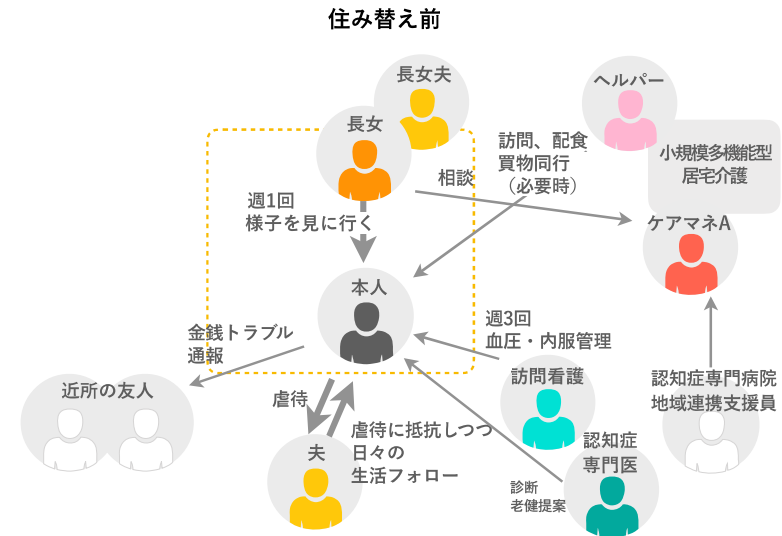 住み替え前
長女夫
長女
ヘルパー
小規模多機能型
居宅介護
訪問、配食
買物同行
（必要時）
相談
週1回
様子を見に行く
ケアマネA
本人
金銭トラブル
通報
週3回
血圧・内服管理
近所の友人
虐待
訪問看護
認知症専門病院
地域連携支援員
夫
虐待に抵抗しつつ
日々の
生活フォロー
認知症
専門医
診断
老健提案